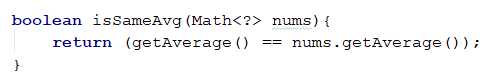 boolean isSameAvg(Math<?> nums){
return (getAverage() == nums.getAverage());
}